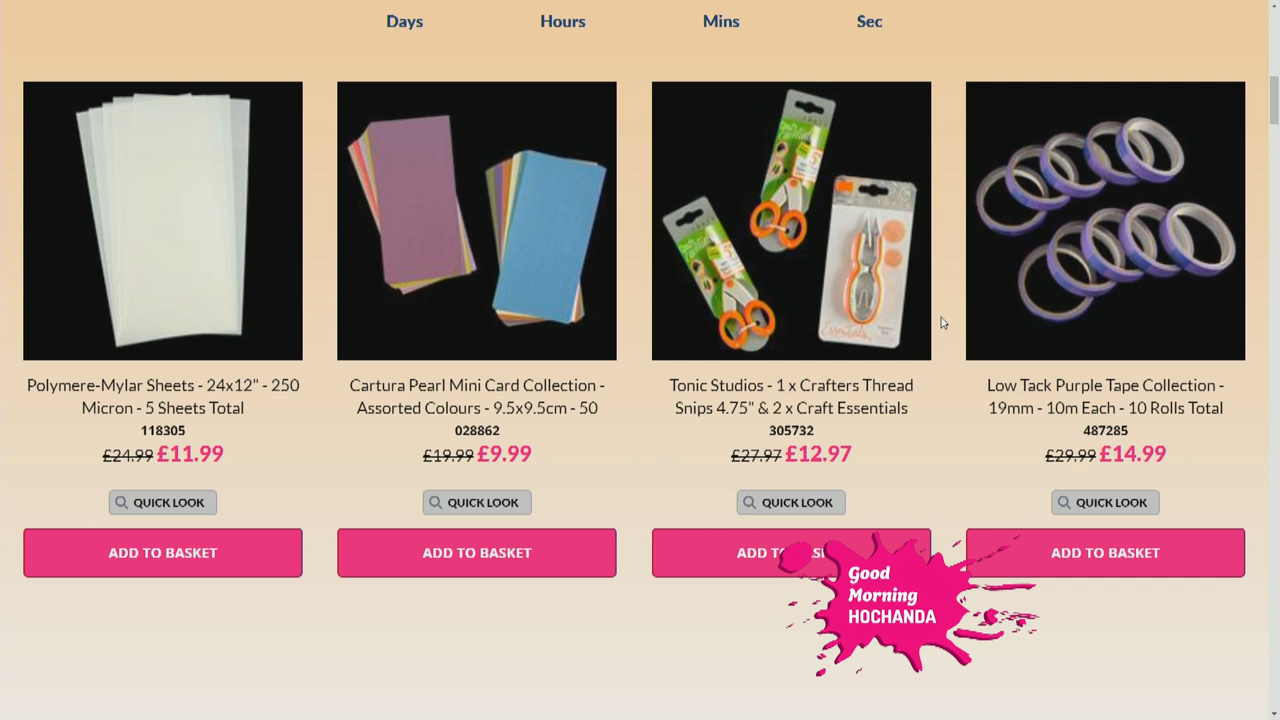 Days Hours Mins Sec
Polymere-Mylar Sheets - 24x12" - 250
Micron - 5 Sheets Total
118305
£24.99 £11.99
QUICK LOOK
ADD TO BASKET
Cartura Pearl Mini Card Collection -
Assorted Colours - 9.5x9.5cm - 50
028862
£19.99 £9.99
QUICK LOOK
ADD TO BASKET
Tonic Studios - 1 x Crafters Thread
Snips 4.75" & 2 x Craft Essentials
305732
£27.97 £12.97
QUICK LOOK
Low Tack Purple Tape Collection -
19mm - 10m Each - 10 Rolls Total
487285
£29.99 £14.99
QUICK LOOK
ADD TO BASKET
Good
Morning
HOCHANDA